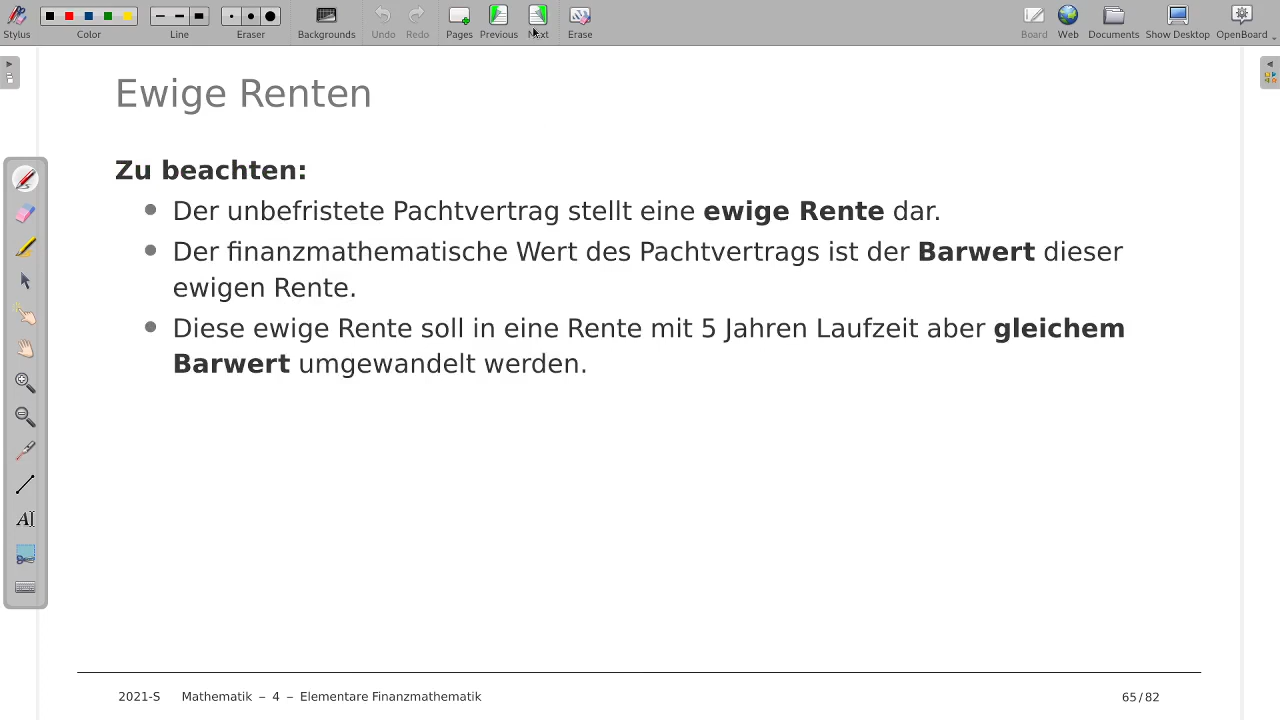 Stylus
Color
Line
Eraser
Backgrounds
Undo
Redo
Pages
Previous
Next
Erase
Board
Web
Documents
Show Desktop
OpenBoard
Ewige Renten
Zu beachten:
Der unbefristete Pachtvertrag stellt eine ewige Rente dar.
Der finanzmathematische Wert des Pachtvertrags ist der Barwert dieser
ewigen Rente.
Diese ewige Rente soll in eine Rente mit 5 Jahren Laufzeit aber gleichem
Barwert umgewandelt werden.
2021-S Mathematik – 4 – Elementare Finanzmathematik
65/82